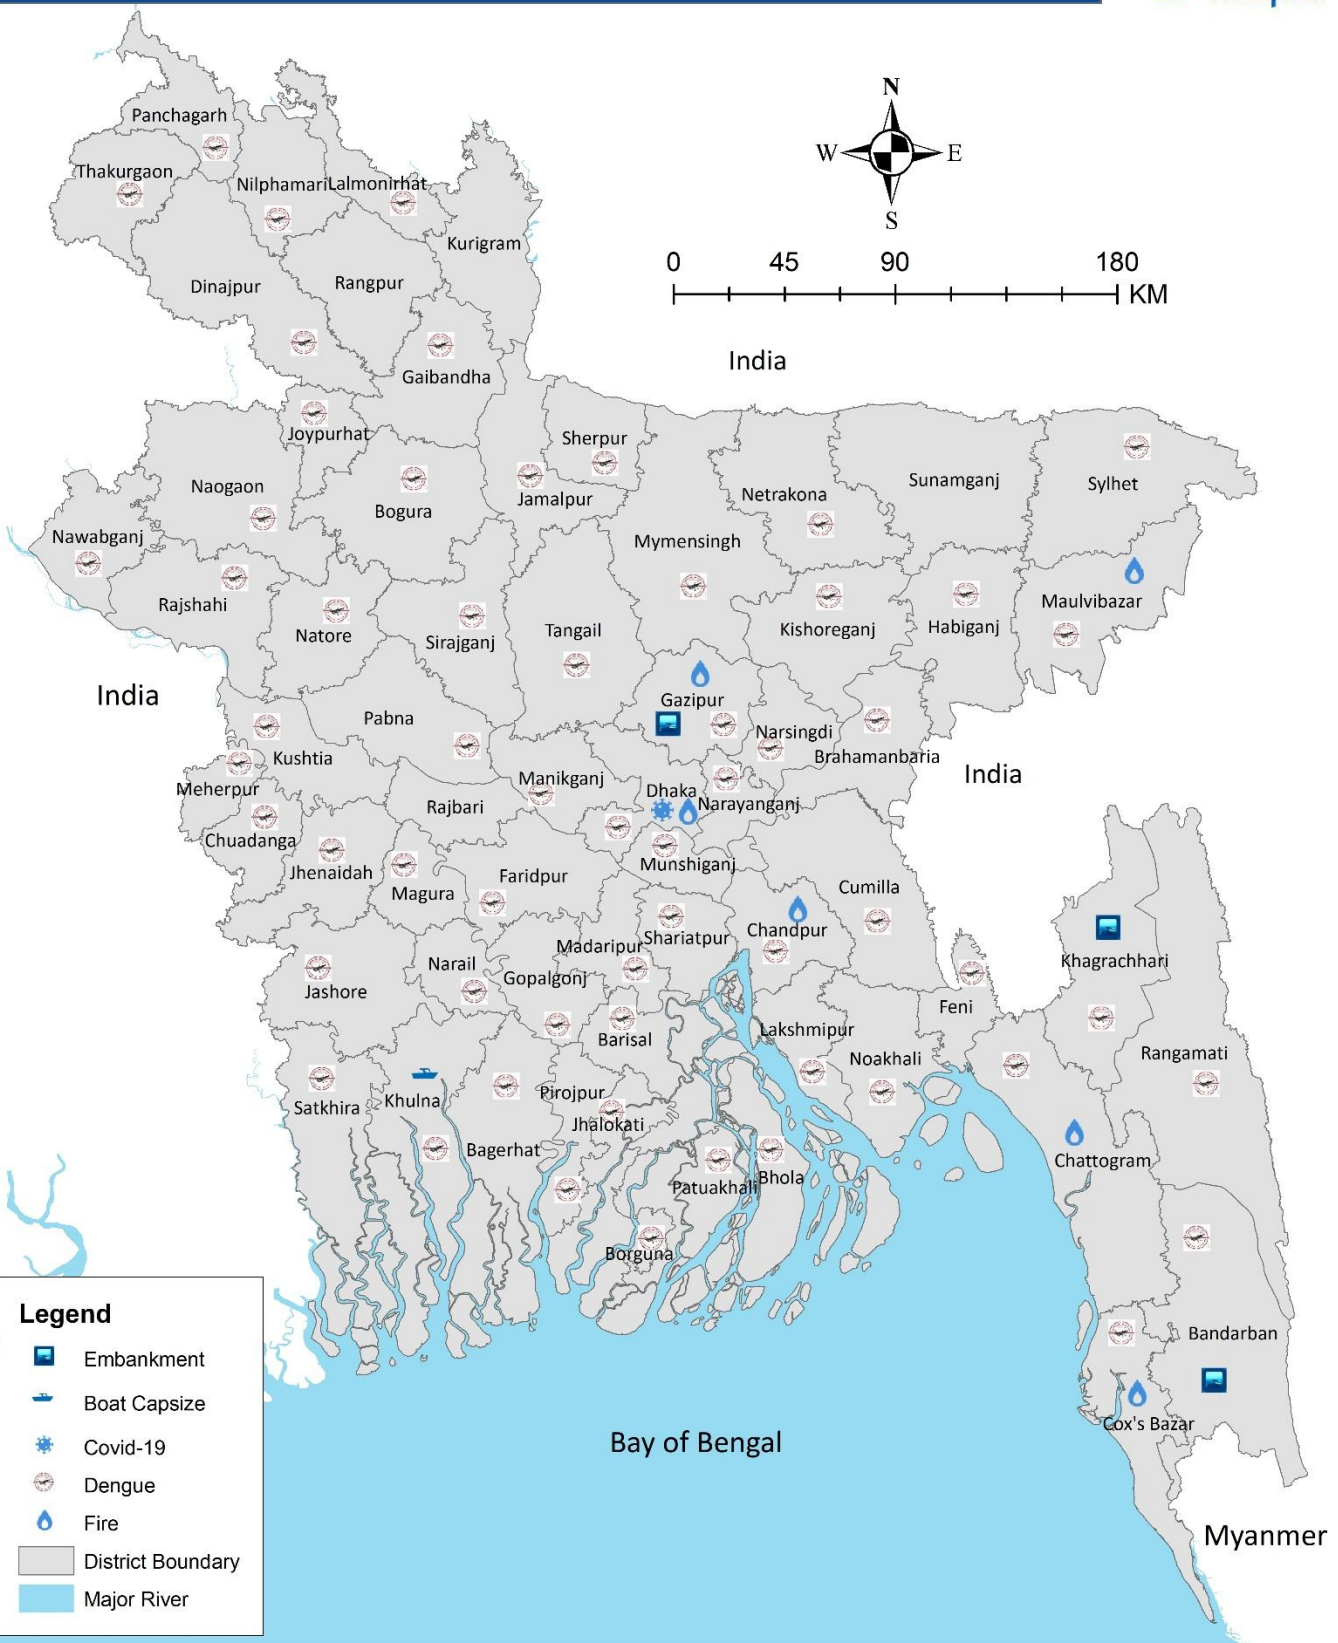 Panchagarh
N
Thakurgaon
W
E
Nilphamari
Lalmonirhat
S
Kurigram
0 45 90 180
KM
Dinajpur
Rangpur
India
Gaibandha
Joypurhat
Sherpur
Naogaon
Sunamganj
Sylhet
Netrakona
Jamalpur
Bogura
Nawabganj
Mymensingh
Rajshahi
Maulvibazar
Natore
Sirajganj
Tangail
Kishoreganj
Habiganj
India
Gazipur
Pabna
Narsingdi
Kushtia
Brahamanbaria
India
Meherpur
Manikganj
Dhaka
Rajbari
Narayanganj
Chuadanga
Jhenaidah
Munshiganj
Magura
Faridpur
Cumilla
Chandpur
Shariatpur
Madaripur
Khagrachhari
Narail
Gopalgonj
Jashore
Feni
Barisal
Lakshmipur
Noakhali
Rangamati
Satkhira
Khulna
Pirojpur
Jhalokati
Bagerhat
Chattogram
Patuakhali
Bhola
Borguna
Bandarban
Cox's Bazar
Bay of Bengal
Myanmer
Legend
Embankment
Boat Capsize
Covid-19
Dengue
Fire
District Boundary
Major River